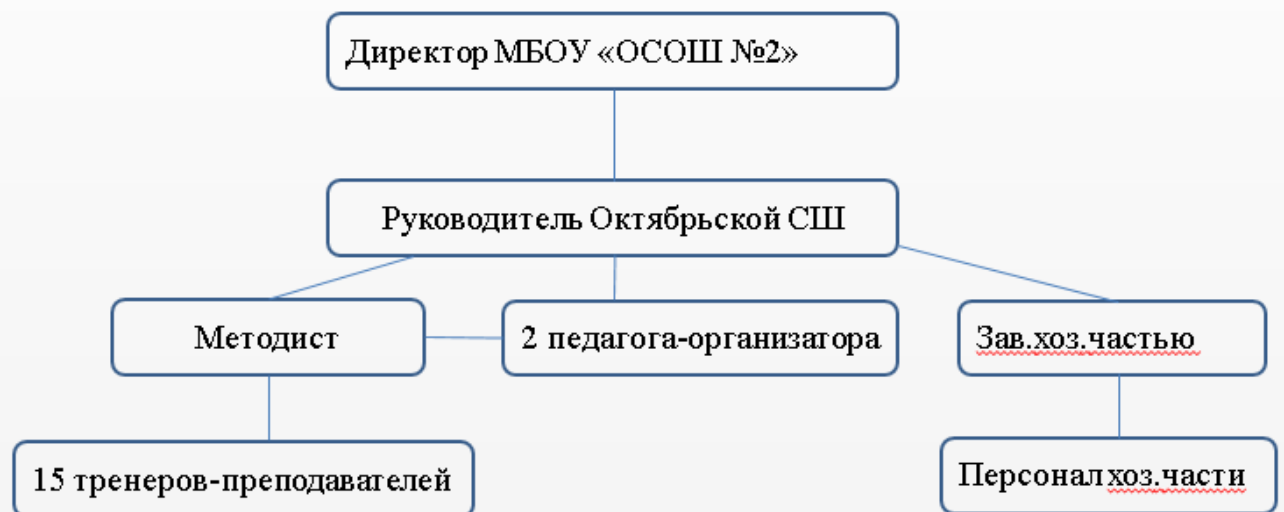 Директор МБОУ «ОСОШ №2»
Руководитель Октябрьской СШ
Методист
2 педагога-организатора
Зав.хоз.частью
15 тренеров-преподавателей
Персонал хоз.части